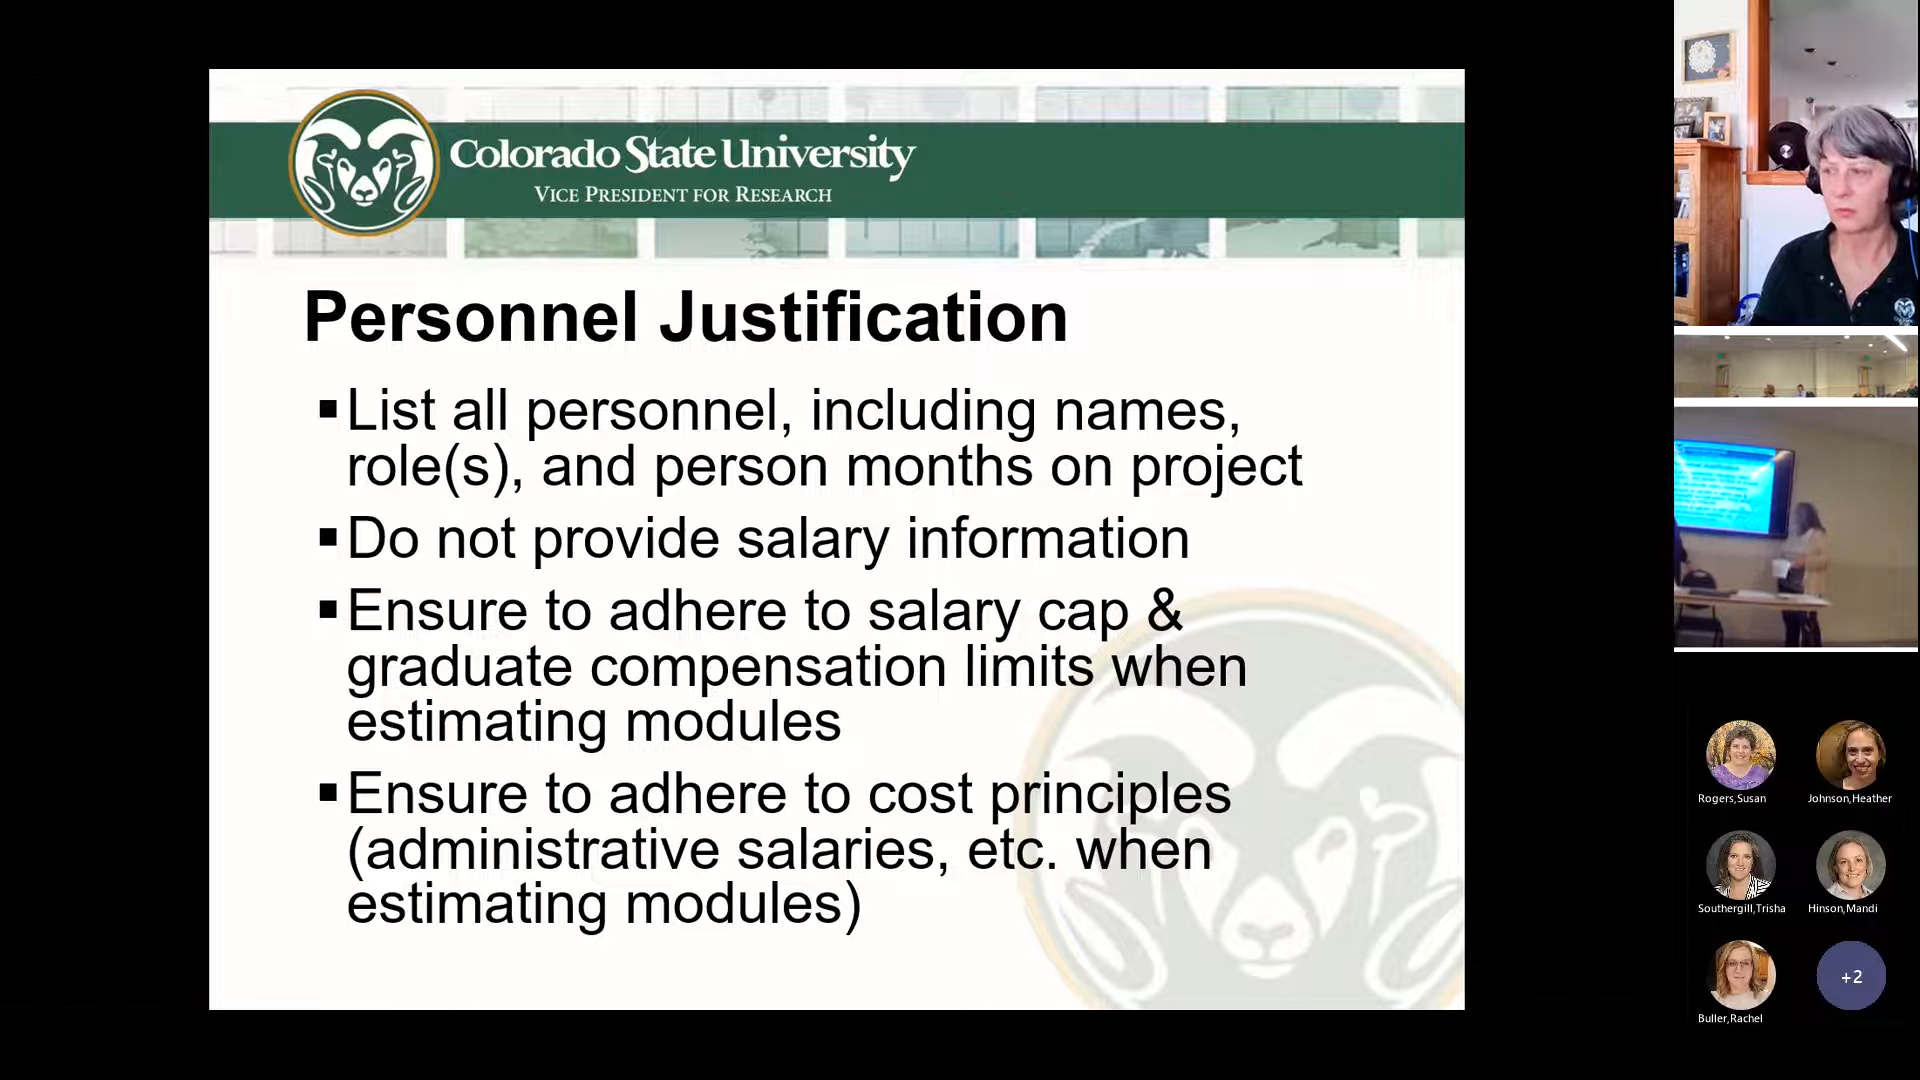 Colorado State University
VICE PRESIDENT FOR RESEARCH
Personnel Justification
▪List all personnel, including names,
role(s), and person months on project
▪Do not provide salary information
▪Ensure to adhere to salary cap &
graduate compensation limits when
estimating modules
▪Ensure to adhere to cost principles
(administrative salaries, etc. when
estimating modules)
Rogers,Susan
Johnson,Heather
Southergill,Trisha
Hinson,Mandi
Buller,Rachel
+2